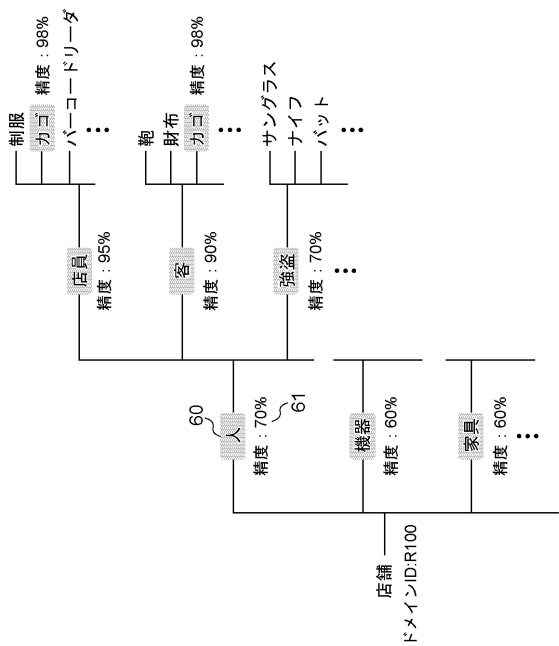 店舗
ドメインID:R100
人
精度：70%
60
61
機器
精度：60%
家具
精度：60%
店員
精度：95%
客
精度：90%
強盗
精度：70%
制服
カゴ 精度：98%
バーコードリーダ
鞄
財布
カゴ 精度：98%
サングラス
ナイフ
バット